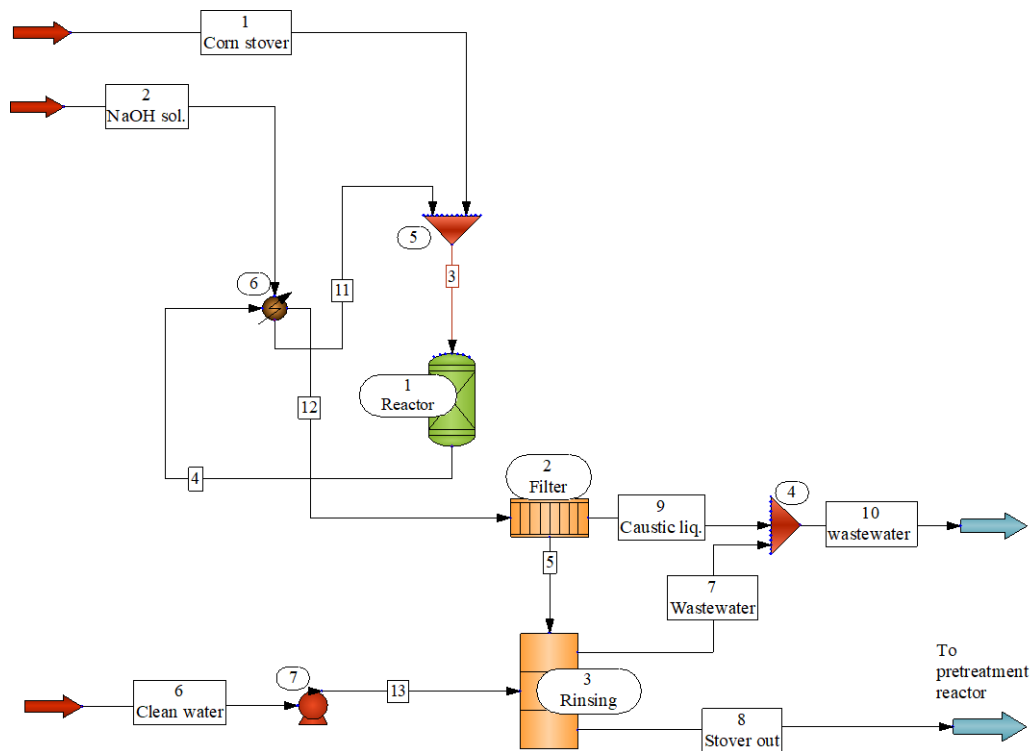 1
Corn stover
2
NaOH sol.
5
3
6
11
1
Reactor
12
4
2
Filter
9
Caustic liq.
4
10
wastewater
5
7
Wastewater
To
pretreatment
reactor
6
Clean water
7
13
3
Rinsing
8
Stover out